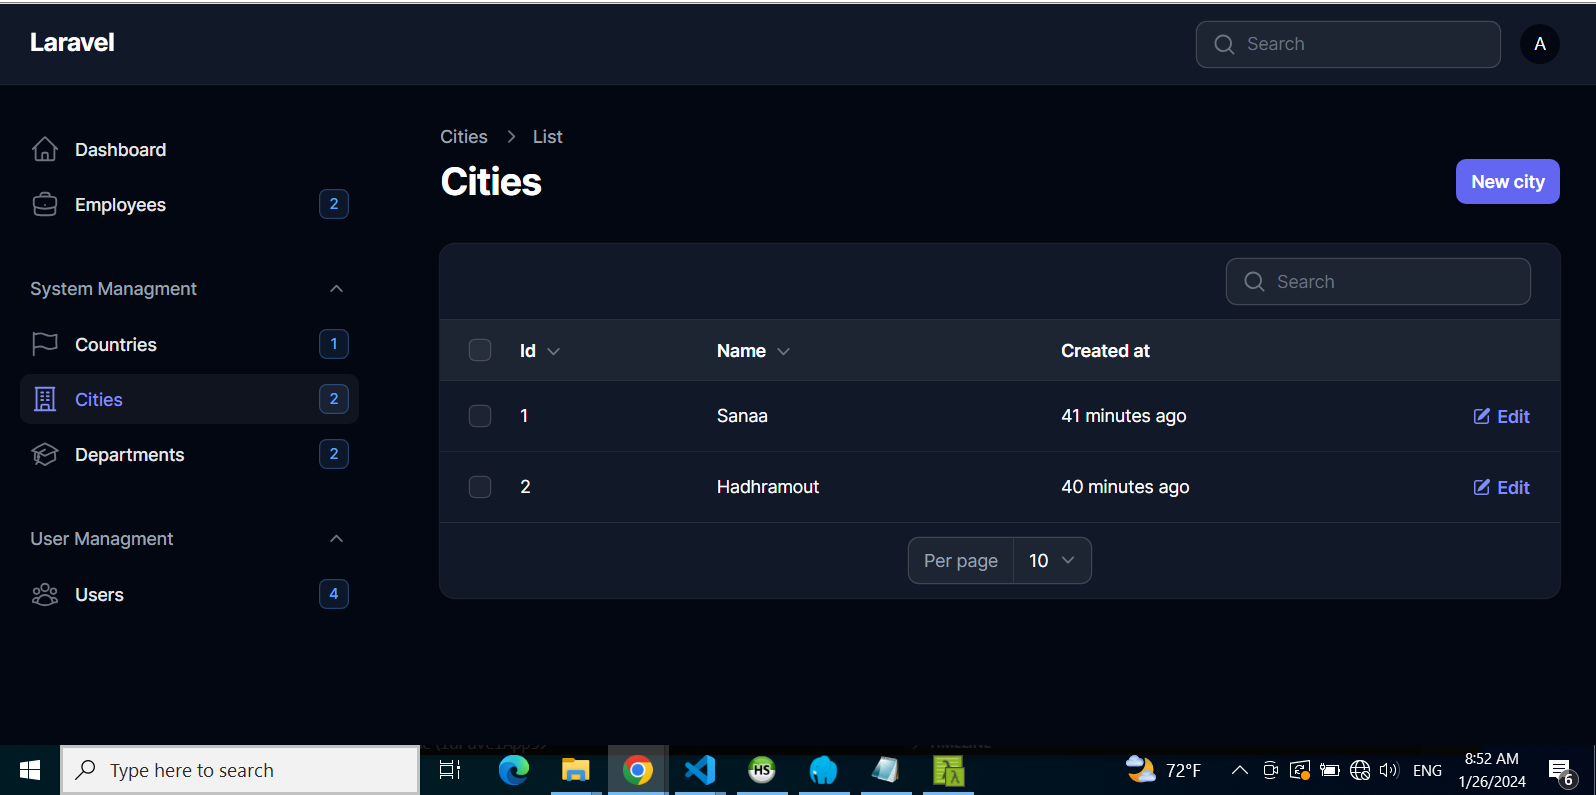 Laravel
Search
A
Dashboard
Employees 2
System Managment
Countries 1
Cities 2
Departments 2
User Managment
Users 4
Cities > List
Cities
New city
Search
Id Name Created at
1 Sanaa 41 minutes ago Edit
2 Hadhramout 40 minutes ago Edit
Per page 10
Type here to search
HS
λ
72°F
ENG
8:52 AM
1/26/2024
6